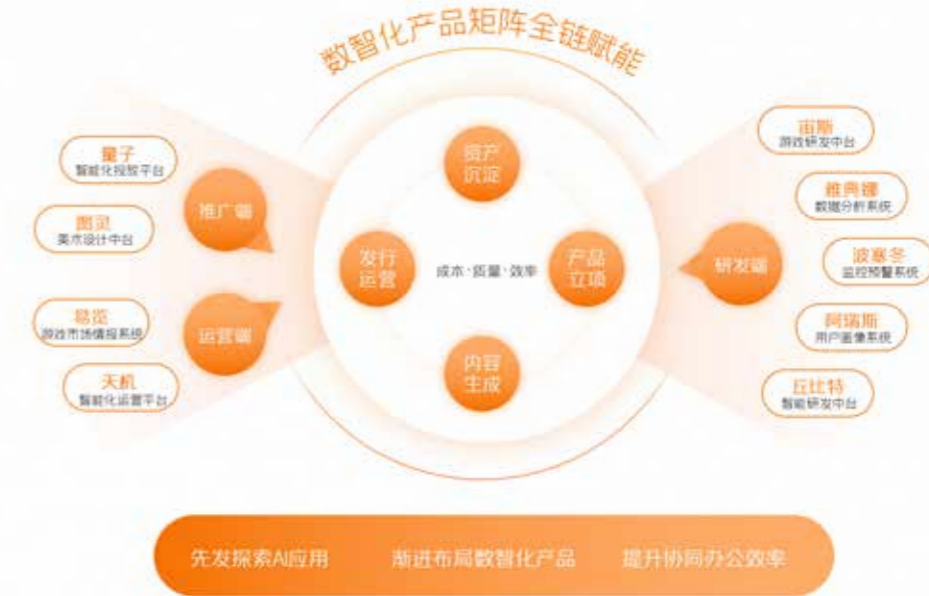 数智化产品矩阵全链赋能
量子
智能化投放平台
图灵
美术设计中台
易览
游戏市场情报系统
天机
智能化运营平台
推广端
运营端
资产
沉淀
发行
运营
成本·质量·效率
产品
立项
内容
生成
研发端
宙斯
游戏研发中台
雅典娜
数据分析系统
波塞冬
监控预警系统
阿瑞斯
用户画像系统
丘比特
智能研发中台
先发探索AI应用
渐进布局数智化产品
提升协同办公效率